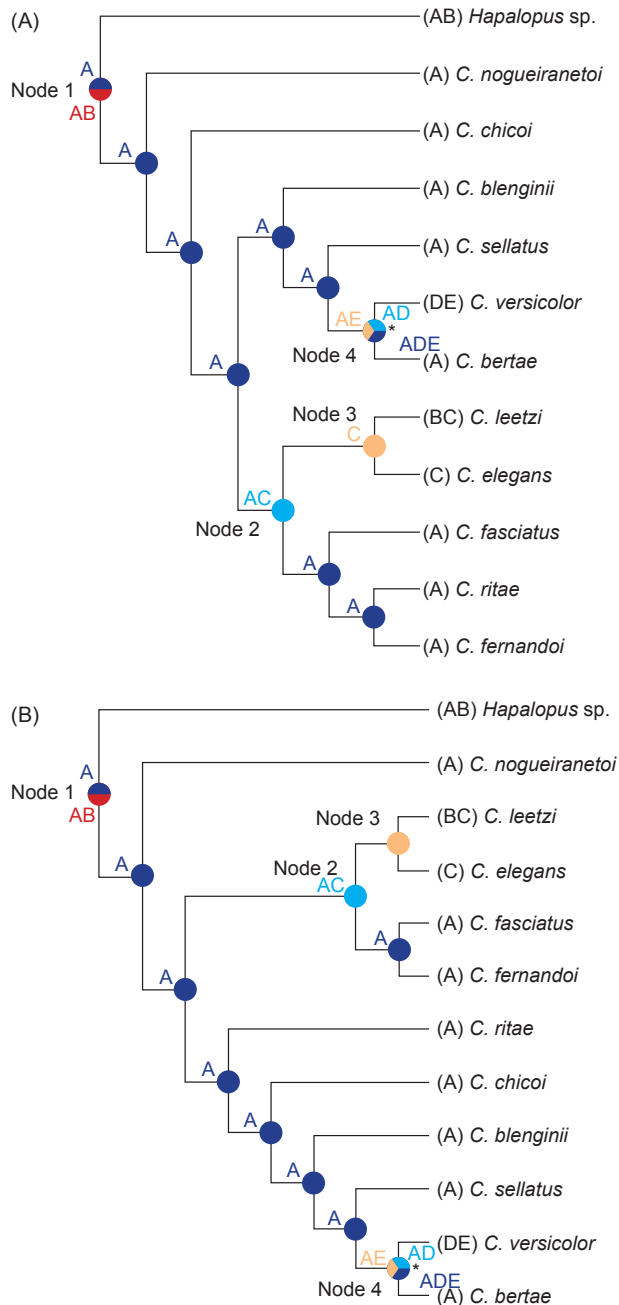 (A)
(AB) Hapalopus sp.
A
Node 1
AB
(A) C. nogueiranetoi
A
(A) C. chicoi
A
(A) C. blenginii
A
(A) C. sellatus
A
(DE) C. versicolor
AE
AD
*
ADE
Node 4
(A) C. bertae
A
Node 3
(BC) C. leetzi
C
(C) C. elegans
AC
Node 2
(A) C. fasciatus
A
(A) C. ritae
A
(A) C. fernandoi
(B)
(AB) Hapalopus sp.
A
Node 1
AB
(A) C. nogueiranetoi
A
Node 3
(BC) C. leetzi
Node 2
(C) C. elegans
AC
(A) C. fasciatus
A
(A) C. fernandoi
A
(A) C. ritae
A
(A) C. chicoi
A
(A) C. blenginii
A
(A) C. sellatus
A
(DE) C. versicolor
AE
AD
*
ADE
Node 4
(A) C. bertae